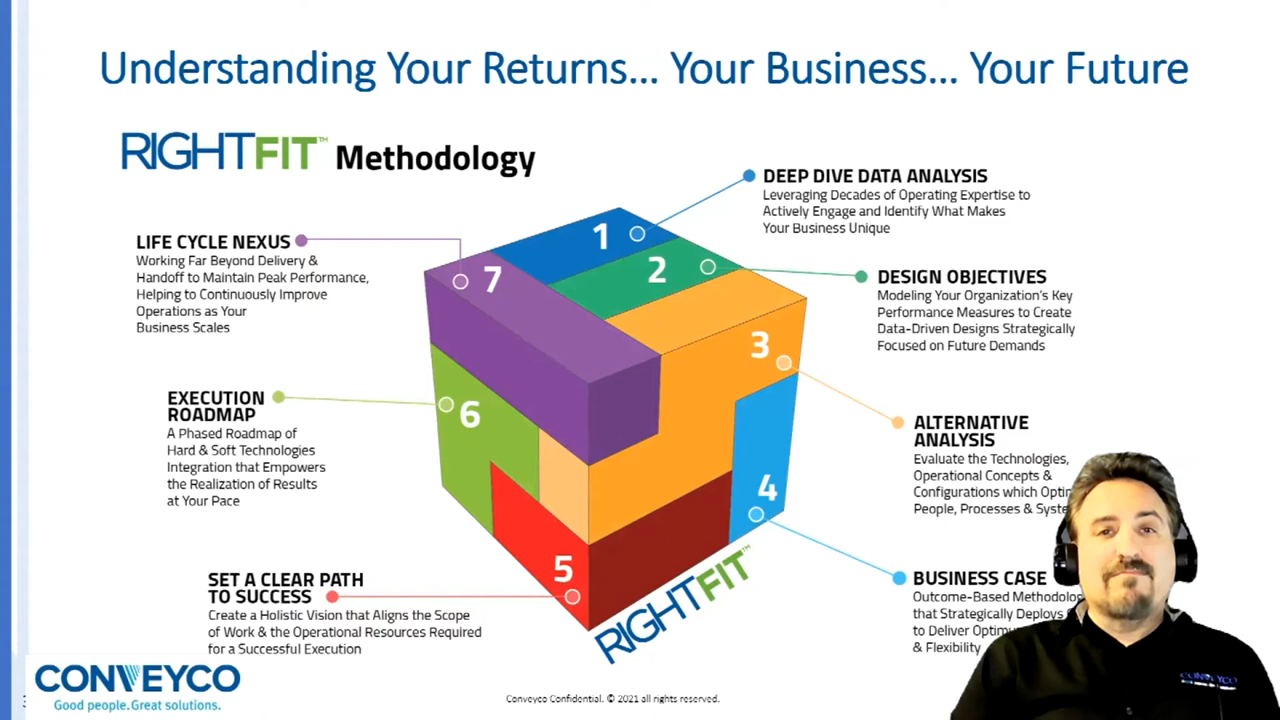 Understanding Your Returns... Your Business... Your Future
RIGHTFIT™ Methodology
1
DEEP DIVE DATA ANALYSIS
Leveraging Decades of Operating Expertise to
Actively Engage and Identify What Makes
Your Business Unique
2
DESIGN OBJECTIVES
Modeling Your Organization's Key
Performance Measures to Create
Data-Driven Designs Strategically
Focused on Future Demands
3
ALTERNATIVE
ANALYSIS
Evaluate the Technologies,
Operational Concepts &
Configurations which
People, Processes &
4
BUSINESS CASE
Outcome-Based
that Strategically Deploys
to Deliver
& Flexibility
5
SET A CLEAR PATH
TO SUCCESS
Create a Holistic Vision that Aligns the Scope
of Work & the Operational Resources Required
for a Successful Execution
6
EXECUTION
ROADMAP
A Phased Roadmap of
Hard & Soft Technologies
Integration that Empowers
the Realization of Results
at Your Pace
7
LIFE CYCLE NEXUS
Working Far Beyond Delivery &
Handoff to Maintain Peak Performance,
Helping to Continuously Improve
Operations as Your
Business Scales
RIGHTFIT™
CONVEYCO
Good people. Great solutions.
Conveyco Confidential. © 2021 all rights reserved.
CONVEYCO